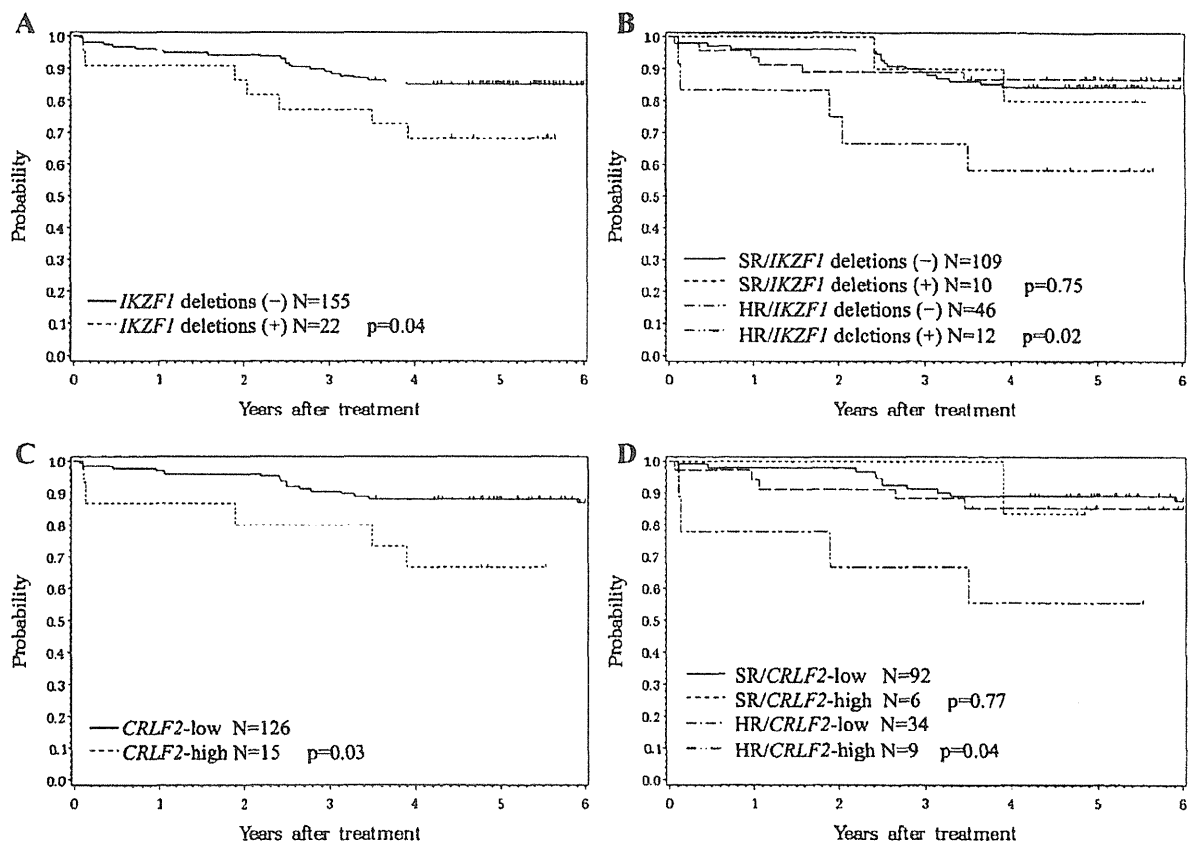 A
1.0
0.9
0.8
0.7
0.6
0.5
0.4
0.3
0.2
0.1
0.0
Probability
IKZF1 deletions (−) N=155
IKZF1 deletions (+) N=22 p=0.04
0 1 2 3 4 5 6
Years after treatment
B
1.0
0.9
0.8
0.7
0.6
0.5
0.4
0.3
0.2
0.1
0.0
Probability
SR/IKZF1 deletions (−) N=109
SR/IKZF1 deletions (+) N=10 p=0.75
HR/IKZF1 deletions (−) N=46
HR/IKZF1 deletions (+) N=12 p=0.02
0 1 2 3 4 5 6
Years after treatment
C
1.0
0.9
0.8
0.7
0.6
0.5
0.4
0.3
0.2
0.1
0.0
Probability
CRLF2-low N=126
CRLF2-high N=15 p=0.03
0 1 2 3 4 5 6
Years after treatment
D
1.0
0.9
0.8
0.7
0.6
0.5
0.4
0.3
0.2
0.1
0.0
Probability
SR/CRLF2-low N=92
SR/CRLF2-high N=6 p=0.77
HR/CRLF2-low N=34
HR/CRLF2-high N=9 p=0.04
0 1 2 3 4 5 6
Years after treatment